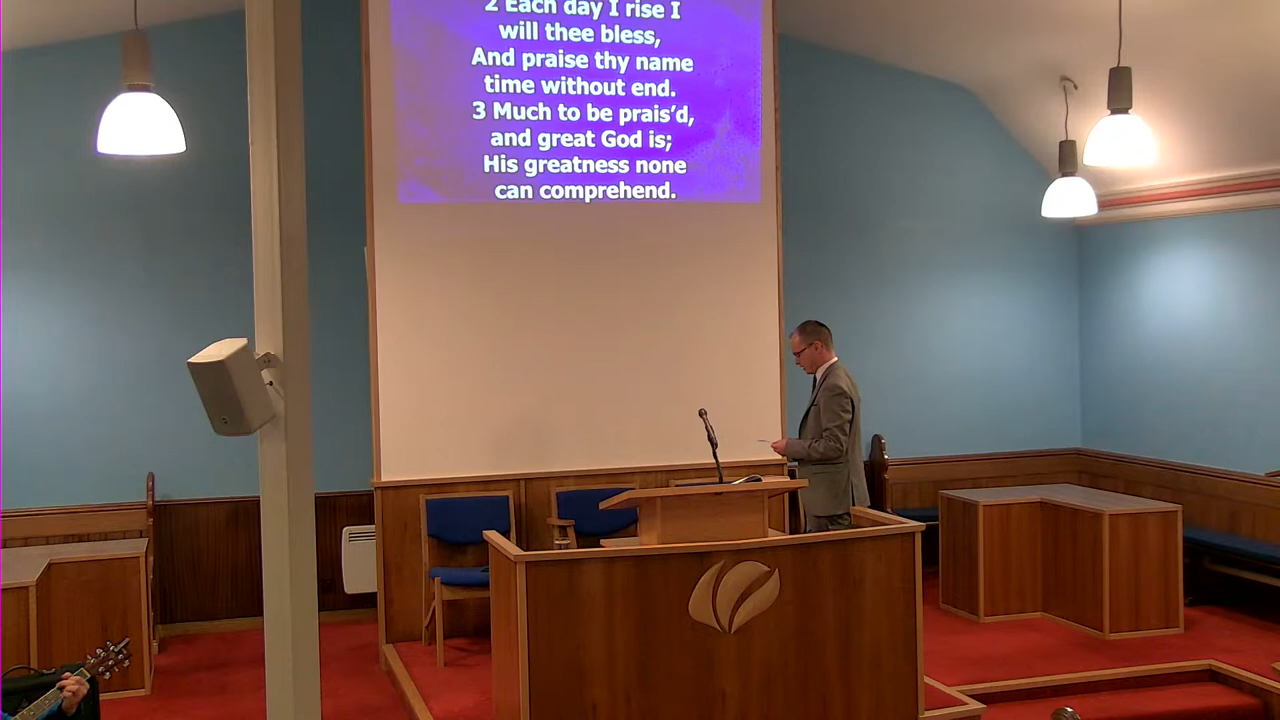 2 Each day I rise I
will thee bless,
And praise thy name
time without end.
3 Much to be prais’d,
and great God is;
His greatness none
can comprehend.